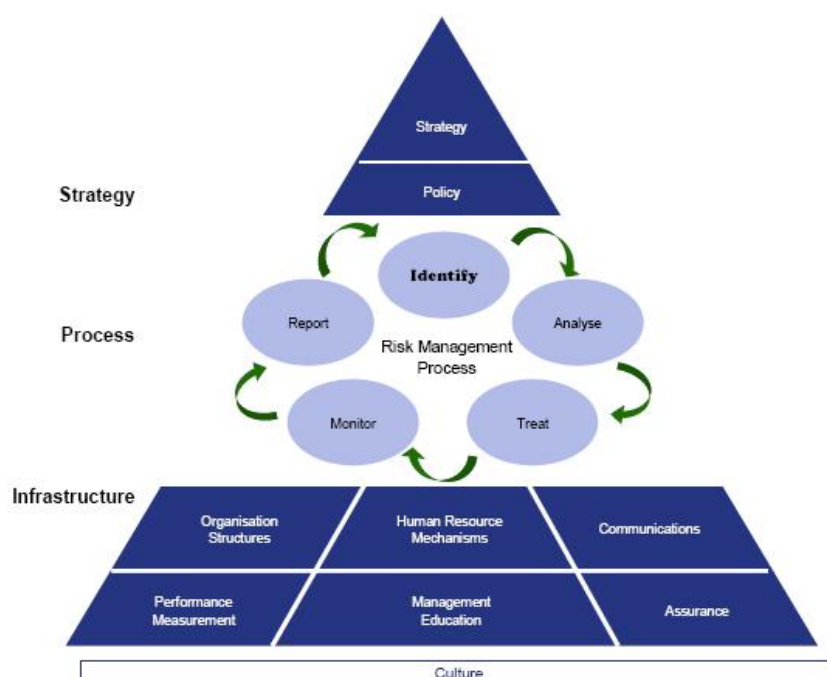 Strategy
Policy
Strategy
Identify
Report
Analyse
Process
Risk Management
Process
Monitor
Treat
Infrastructure
Organisation
Structures
Human Resource
Mechanisms
Communications
Performance
Measurement
Management
Education
Assurance
Culture